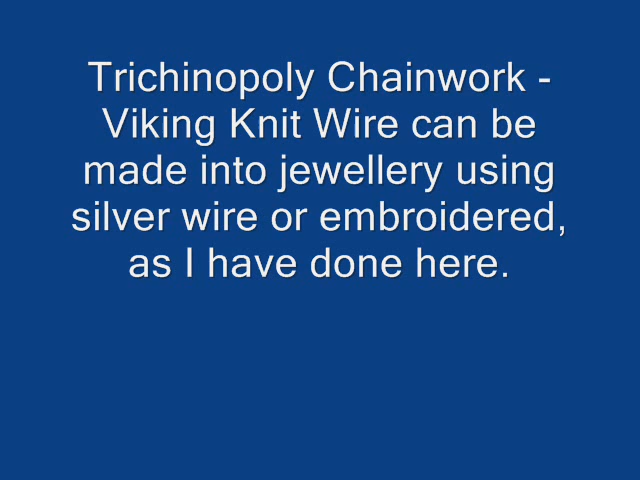 Trichinopoly Chainwork -
Viking Knit Wire can be
made into jewellery using
silver wire or embroidered,
as I have done here.